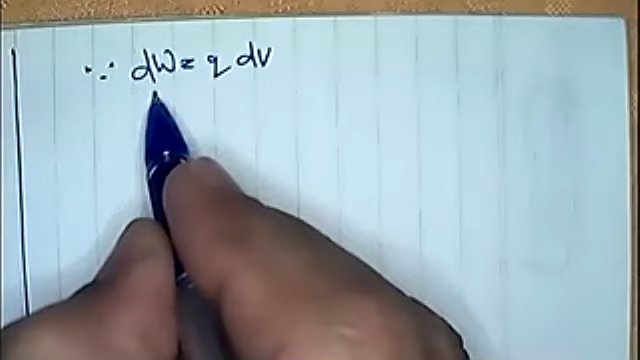 ∵ dW = q dV